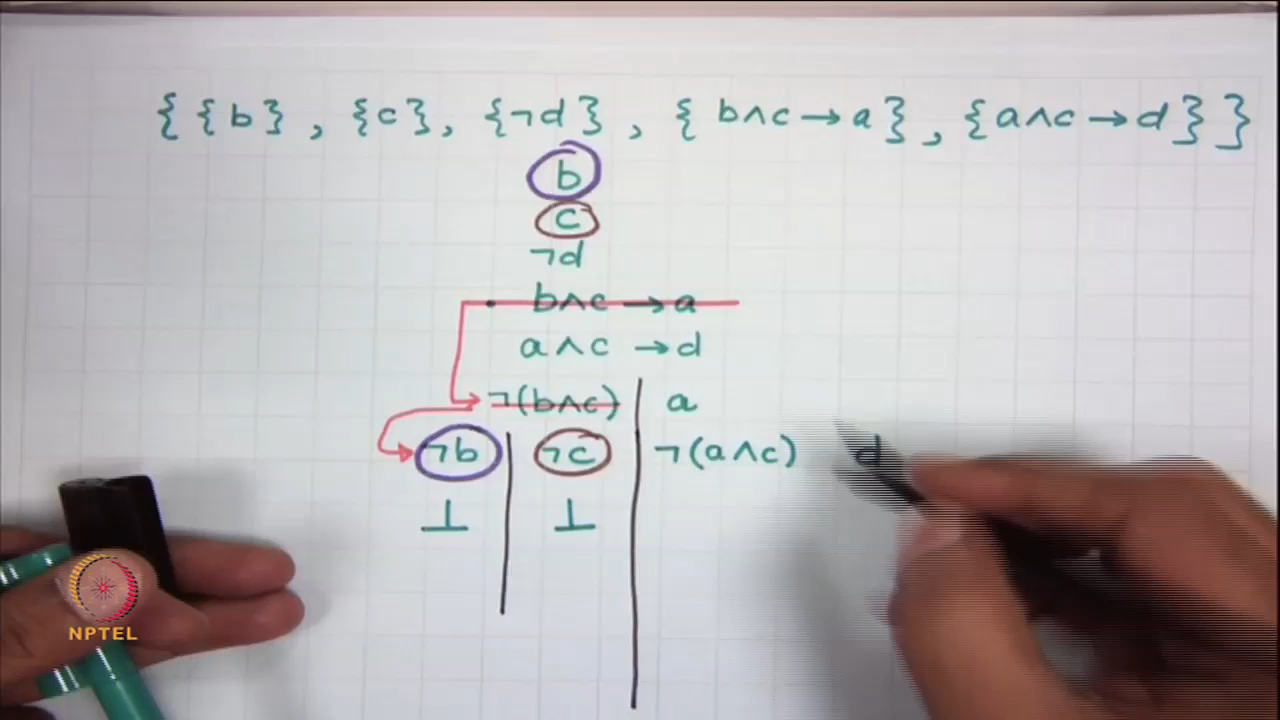 { {b} , {c}, {¬d} , { b∧c → a} , {a∧c → d} }
b
c
¬d
b∧c → a
a∧c → d
¬(b∧c) a
¬b ¬c ¬(a∧c) d
⊥ ⊥
NPTEL